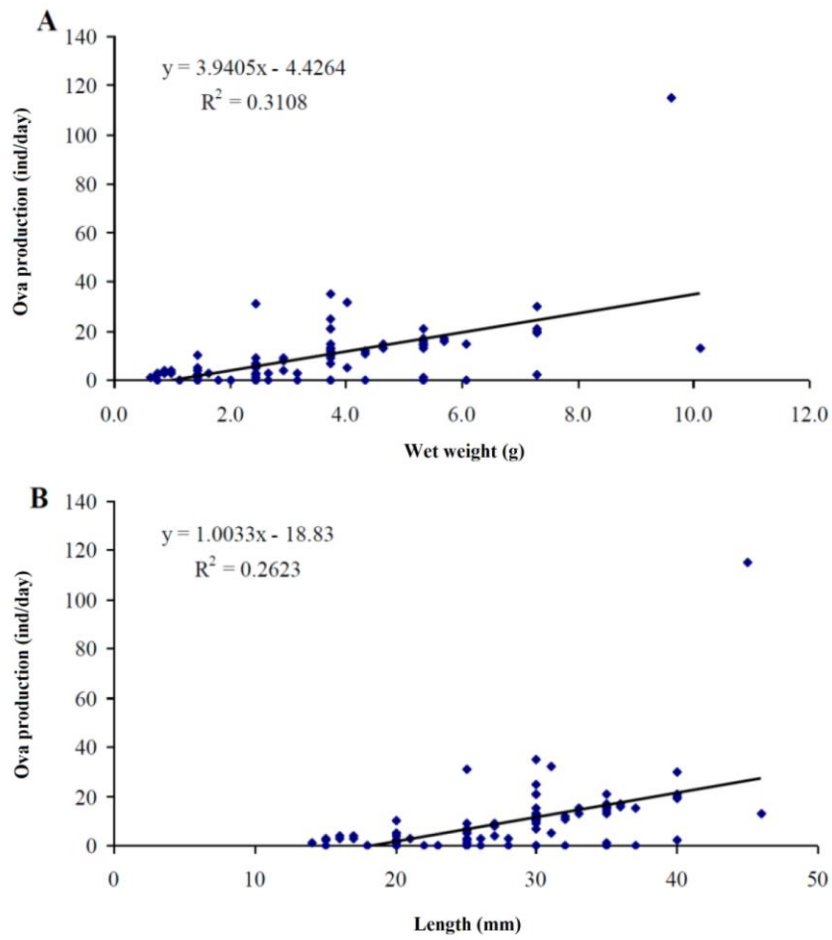 A
140
120
100
80
60
40
20
0
y = 3.9405x - 4.4264
R² = 0.3108
Ova production (ind/day)
0.0 2.0 4.0 6.0 8.0 10.0 12.0
Wet weight (g)
B
140
120
100
80
60
40
20
0
y = 1.0033x - 18.83
R² = 0.2623
Ova production (ind/day)
0 10 20 30 40 50
Length (mm)